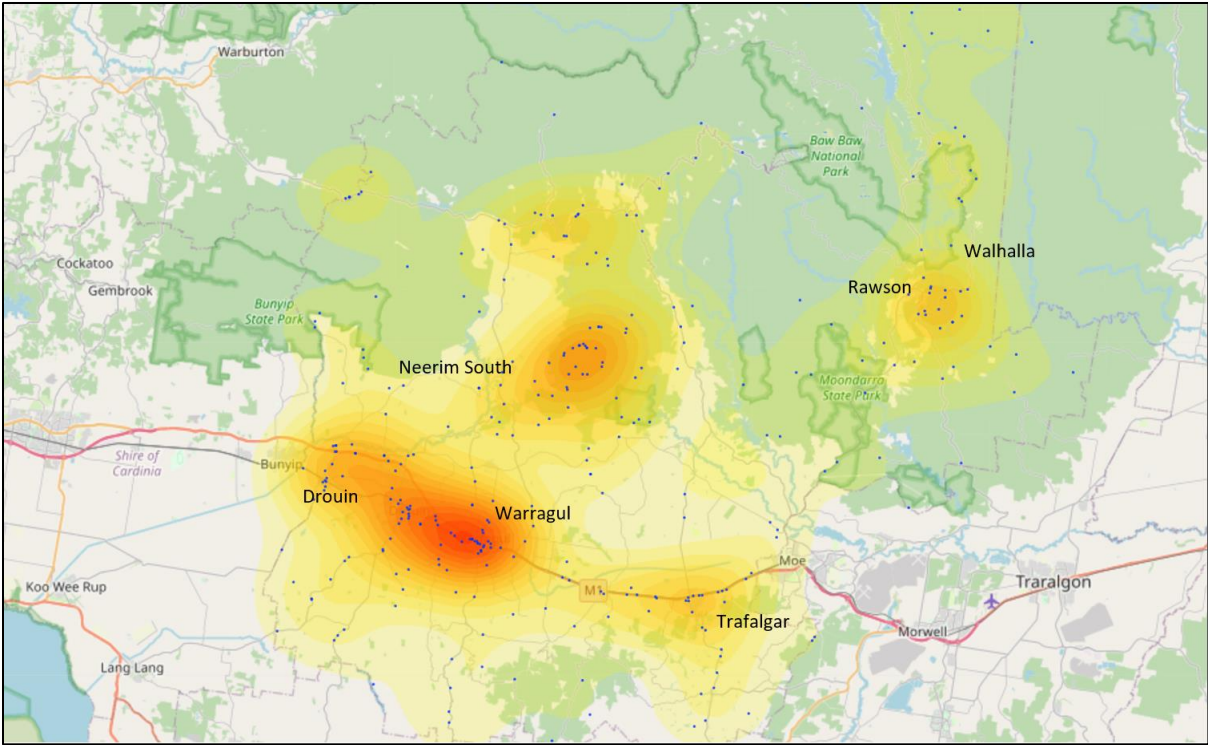 Warburton
Baw Baw
National
Park
Walhalla
Cockatoo
Gembrook
Rawson
Bunyip
State Park
Neerim South
Moondarra
State Park
Shire of
Cardinia
Bunyip
Drouin
Warragul
Moe
Koo Wee Rup
M1
Traralgon
Trafalgar
Morwell
Lang Lang